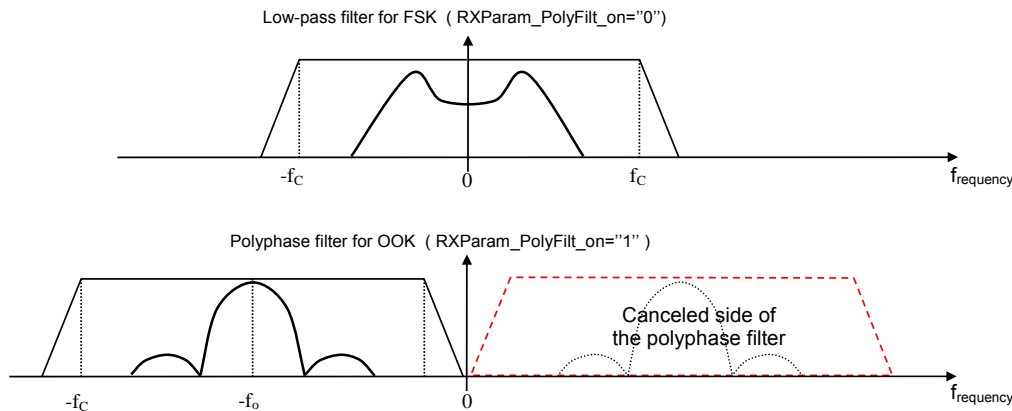 Low-pass filter for FSK ( RXParam_PolyFilt_on=''0'')
-fC 0 fC
frequency
Polyphase filter for OOK ( RXParam_PolyFilt_on=''1'' )
Canceled side of
the polyphase filter
-fC -fo 0
frequency